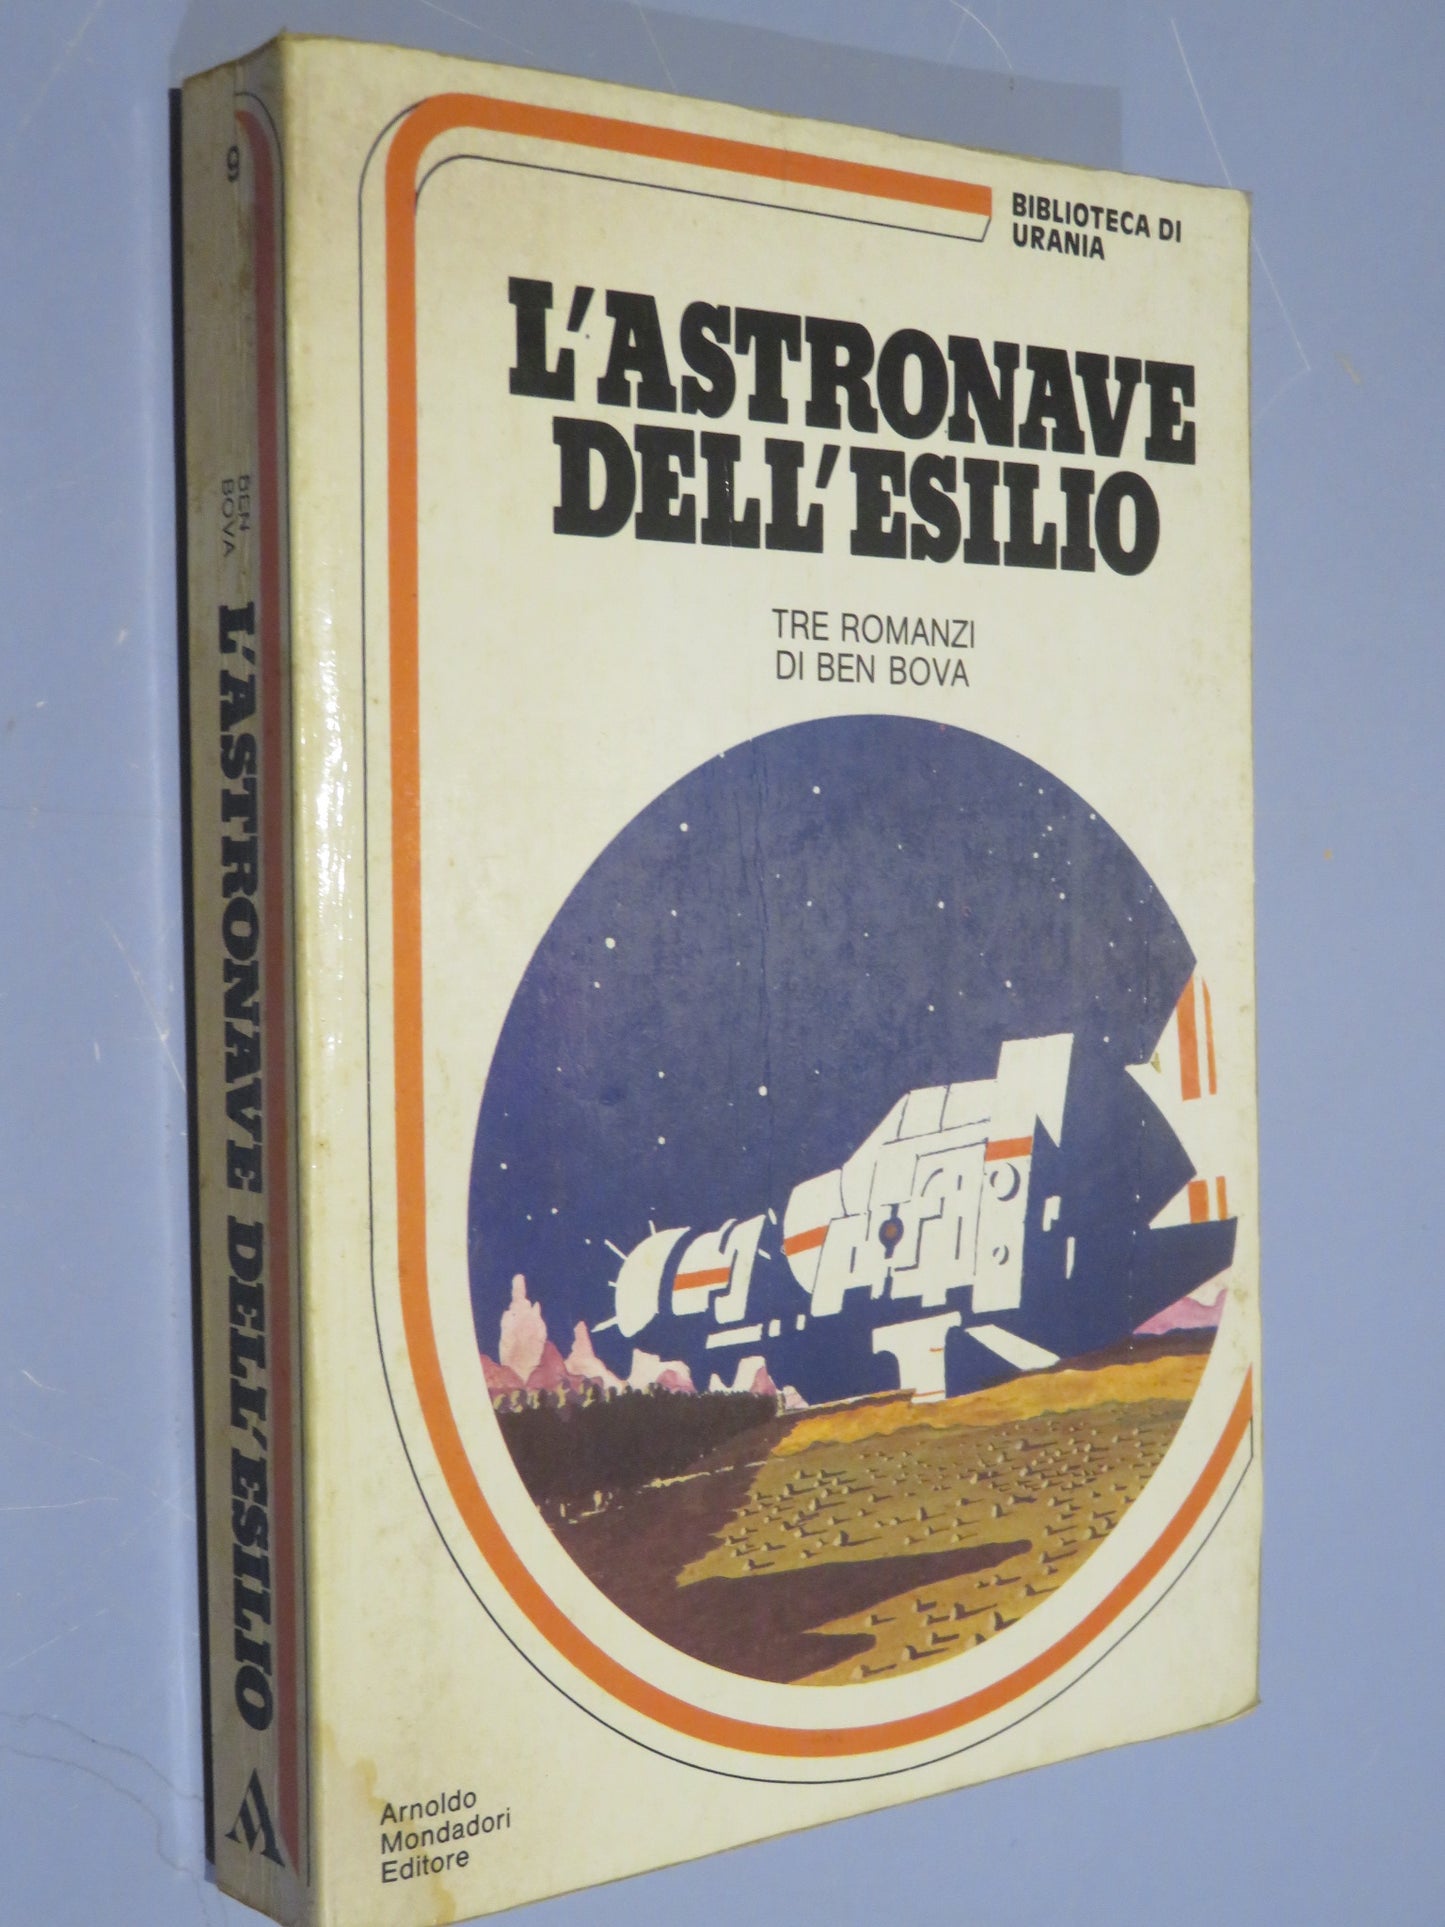 BIBLIOTECA DI
URANIA
L'ASTRONAVE
DELL'ESILIO
TRE ROMANZI
DI BEN BOVA
Arnoldo
Mondadori
Editore
9
BEN
BOVA
L'ASTRONAVE DELL'ESILIO